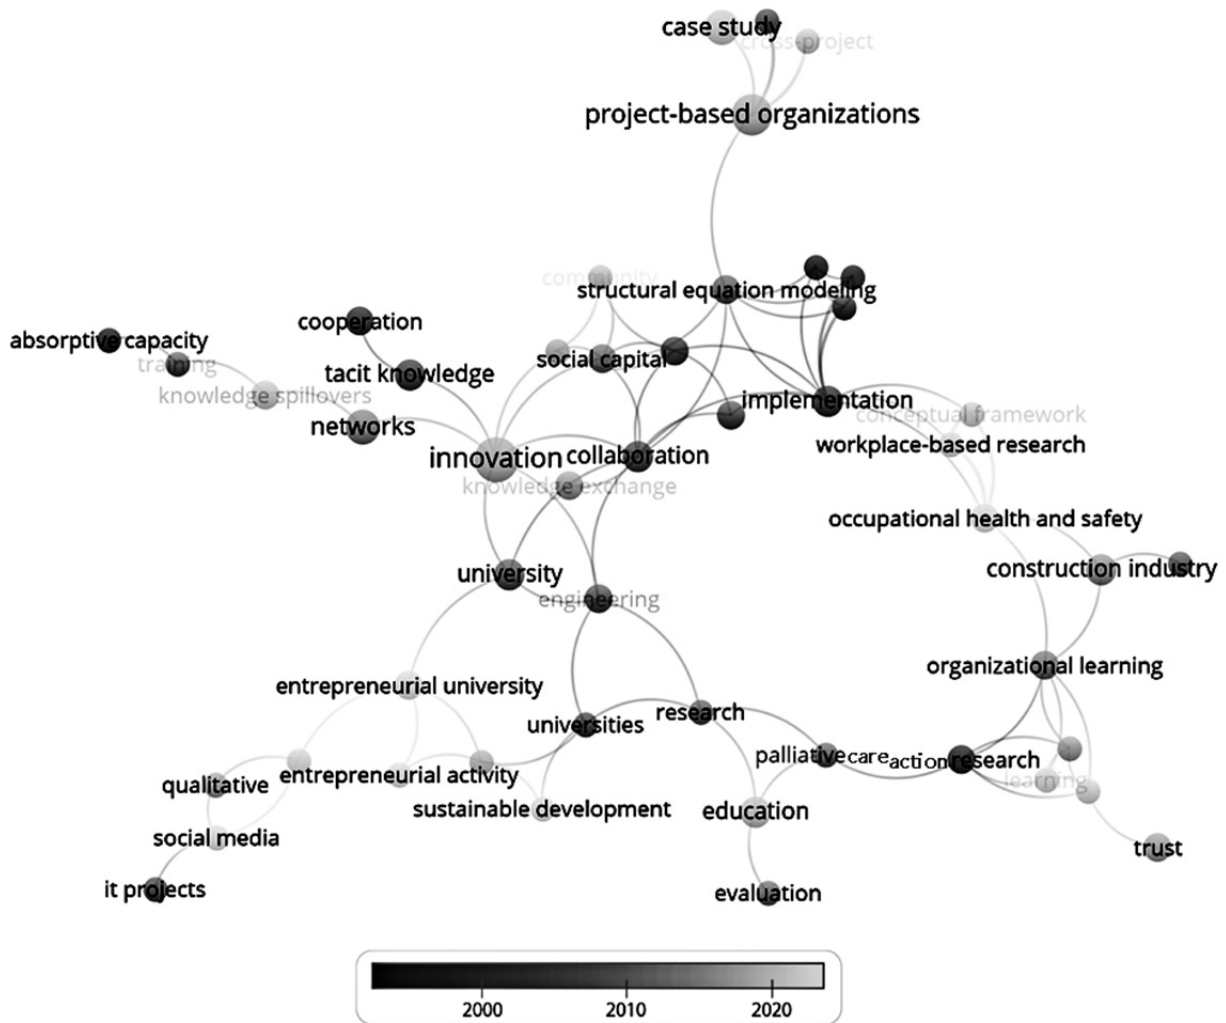 case study
cross-project
project-based organizations
community
structural equation modeling
cooperation
absorptive capacity
training
social capital
tacit knowledge
knowledge spillovers
implementation
conceptual framework
networks
workplace-based research
innovation
collaboration
knowledge exchange
occupational health and safety
university
construction industry
engineering
organizational learning
entrepreneurial university
research
universities
palliative care action research
qualitative
entrepreneurial activity
learning
sustainable development
education
social media
trust
it projects
evaluation
2000 2010 2020